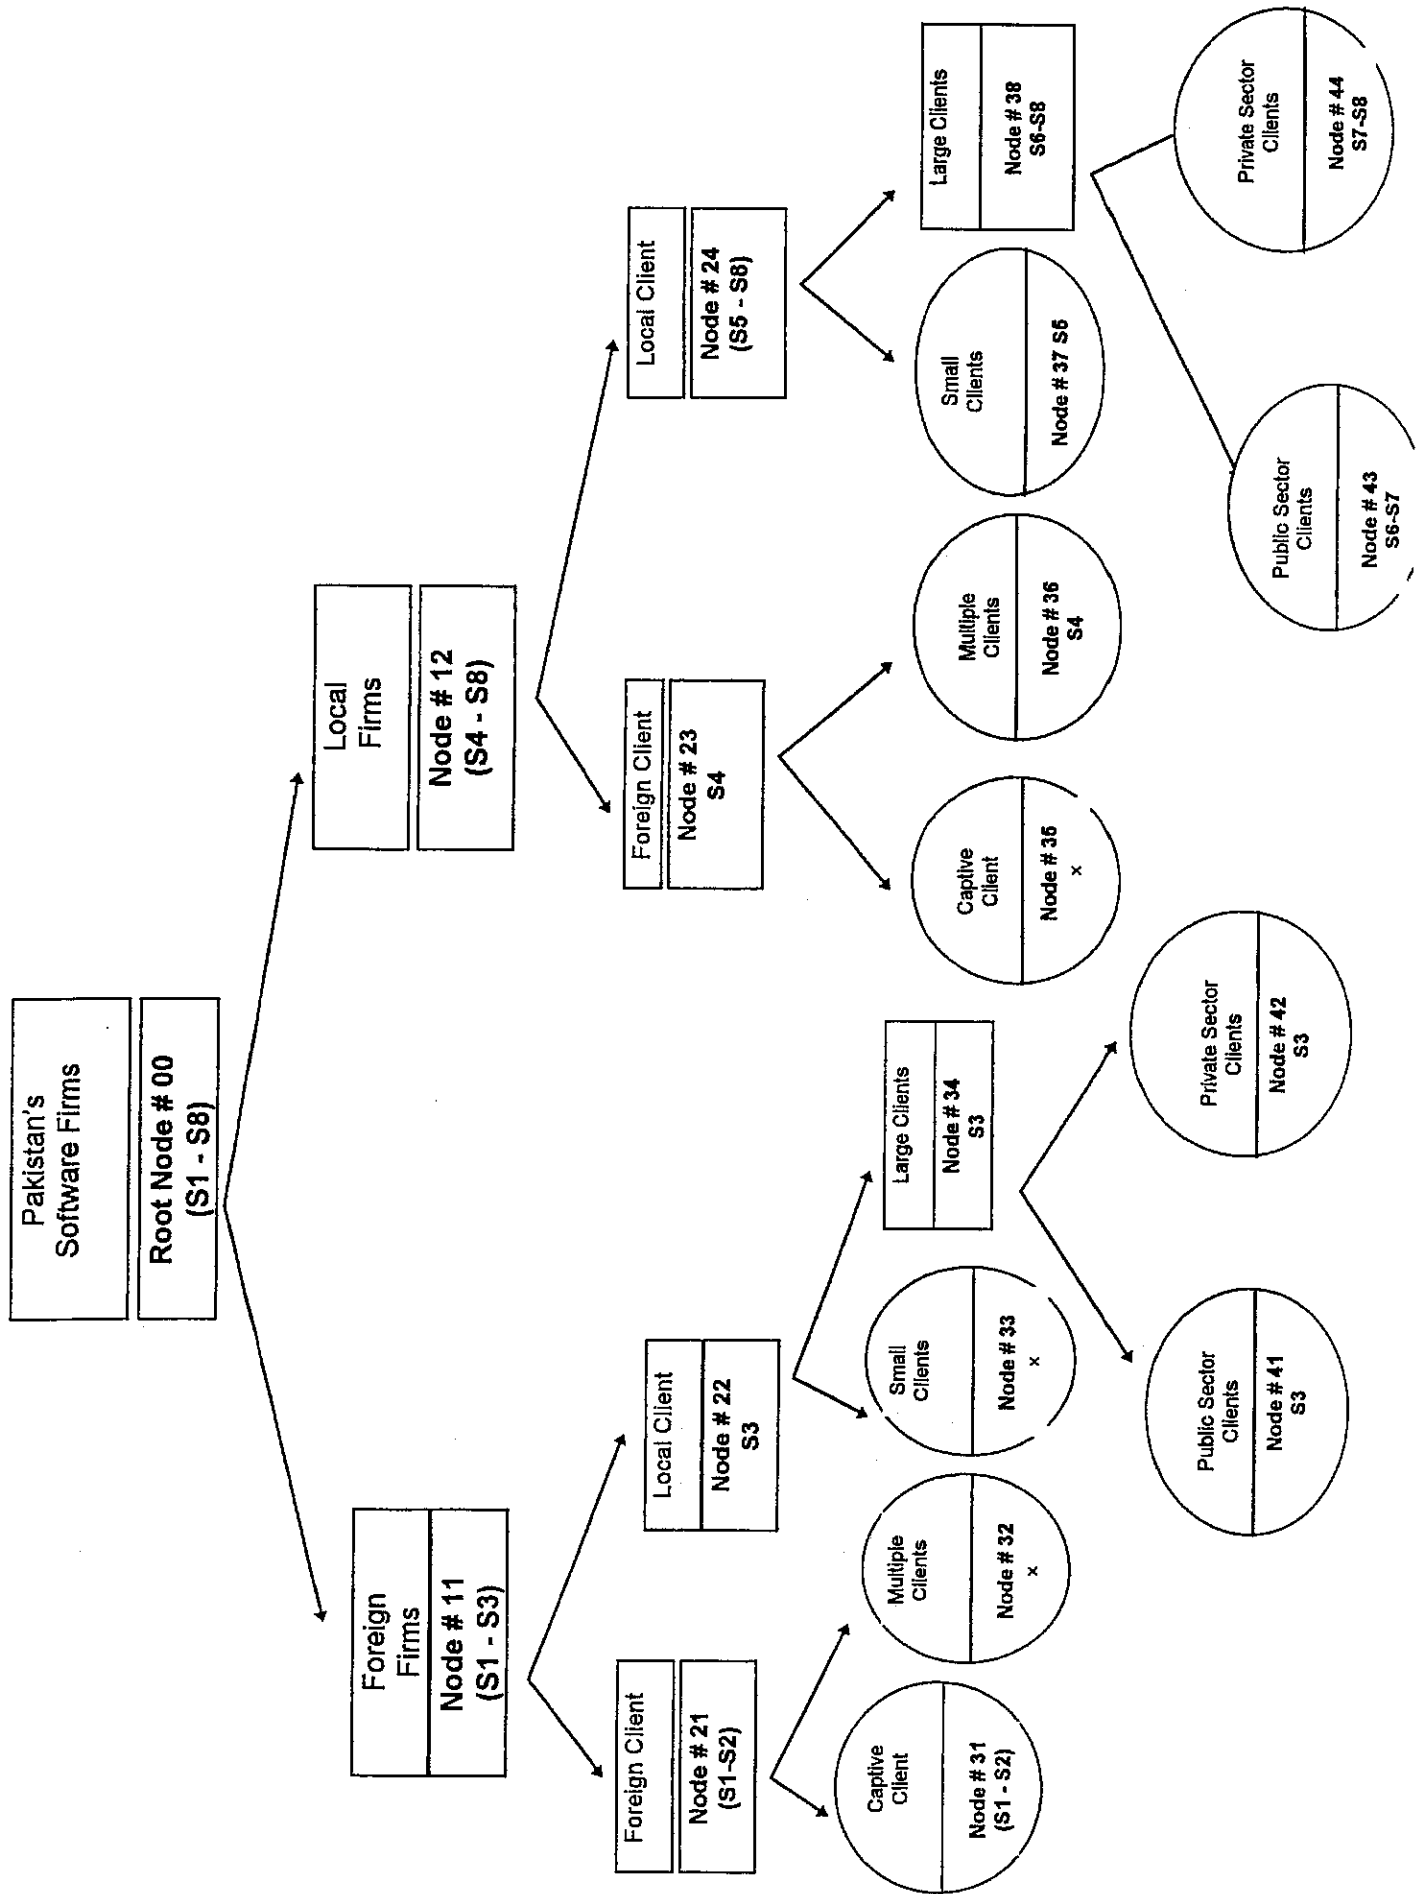 Pakistan's
Software Firms
Root Node # 00
(S1 - S8)
Foreign
Firms
Node # 11
(S1 - S3)
Local
Firms
Node # 12
(S4 - S8)
Foreign Client
Node # 21
(S1-S2)
Local Client
Node # 22
S3
Foreign Client
Node # 23
S4
Local Client
Node # 24
(S5 - S8)
Captive
Client
Node # 31
(S1 - S2)
Multiple
Clients
Node # 32
x
Small
Clients
Node # 33
x
Large Clients
Node # 34
S3
Captive
Client
Node # 35
x
Multiple
Clients
Node # 36
S4
Small
Clients
Node # 37 S5
Large Clients
Node # 38
S6-S8
Public Sector
Clients
Node # 41
S3
Private Sector
Clients
Node # 42
S3
Public Sector
Clients
Node # 43
S6-S7
Private Sector
Clients
Node # 44
S7-S8